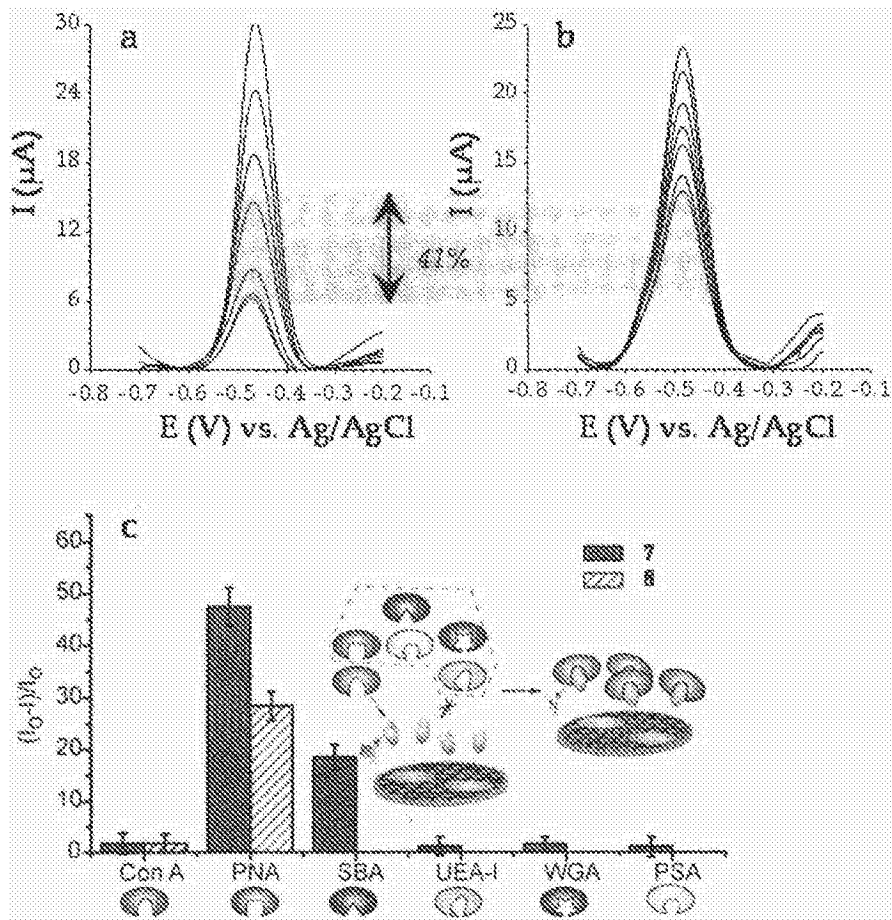 a
30
24
18
12
6
0
I (μA)
-0.8 -0.7 -0.6 -0.5 -0.4 -0.3 -0.2 -0.1
E (V) vs. Ag/AgCl
41%
b
25
20
15
10
5
0
I (μA)
-0.8 -0.7 -0.6 -0.5 -0.4 -0.3 -0.2 -0.1
E (V) vs. Ag/AgCl
c
60
50
40
30
20
10
0
(I0-I)/I0
7
Con A PNA SBA UEA-I WGA PSA